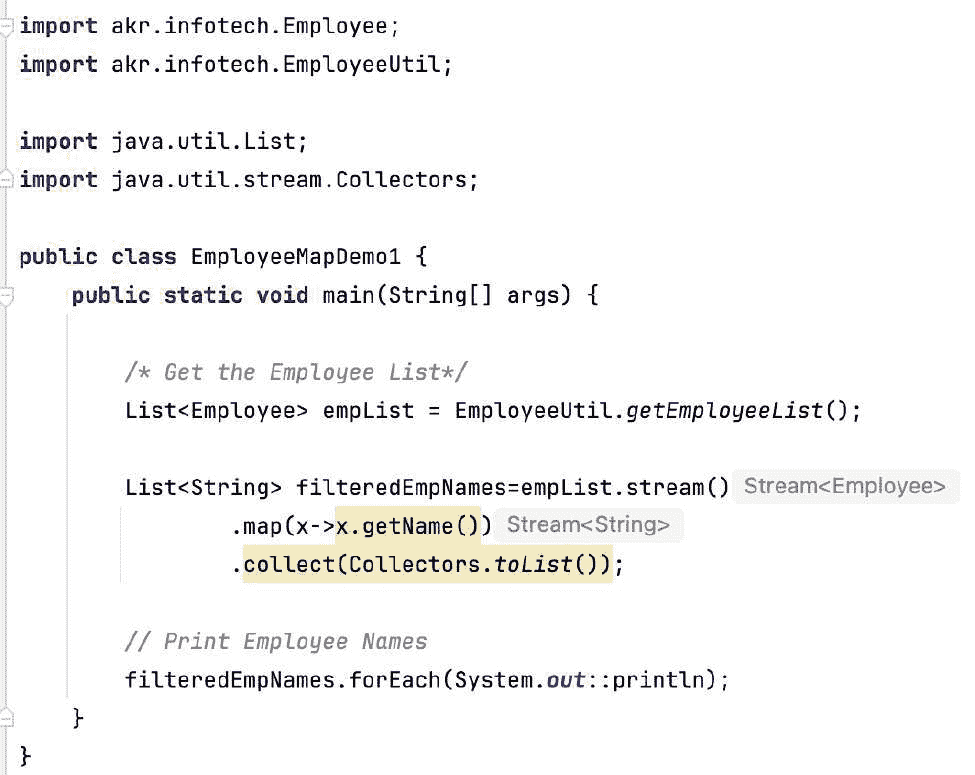 import akr.infotech.Employee;
import akr.infotech.EmployeeUtil;
import java.util.List;
import java.util.stream.Collectors;
public class EmployeeMapDemo1 {
public static void main(String[] args) {
/* Get the Employee List*/
List<Employee> empList = EmployeeUtil.getEmployeeList();
List<String> filteredEmpNames=empList.stream() Stream<Employee>
.map(x->x.getName()) Stream<String>
.collect(Collectors.toList());
// Print Employee Names
filteredEmpNames.forEach(System.out::println);
}
}